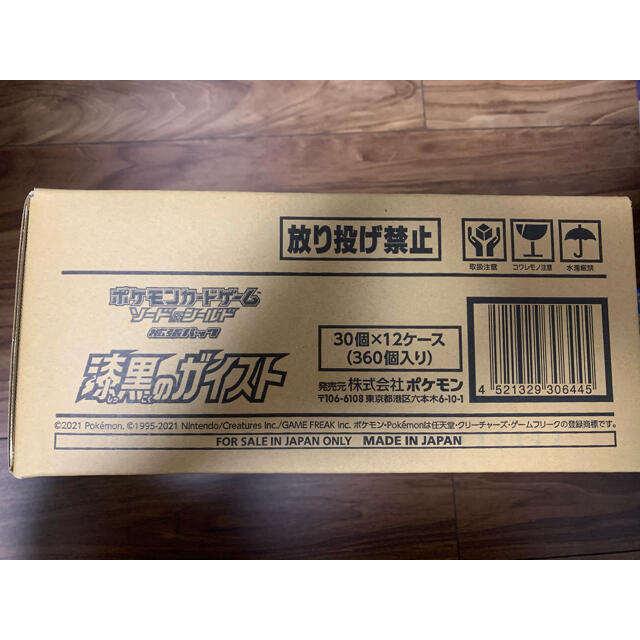 放り投げ禁止
取扱注意
コワレモノ注意
水濡厳禁
ポケモンカードゲーム
ソード&シールド
拡張パック
漆黒のガイスト
しっこく
30個×12ケース
(360個入り)
発売元 株式会社ポケモン
〒106-6108 東京都港区六本木6-10-1
4 521329 306445
©2021 Pokémon. ©1995-2021 Nintendo/Creatures Inc./GAME FREAK inc. ポケモン・Pokémonは任天堂・クリーチャーズ・ゲームフリークの登録商標です。
FOR SALE IN JAPAN ONLY MADE IN JAPAN